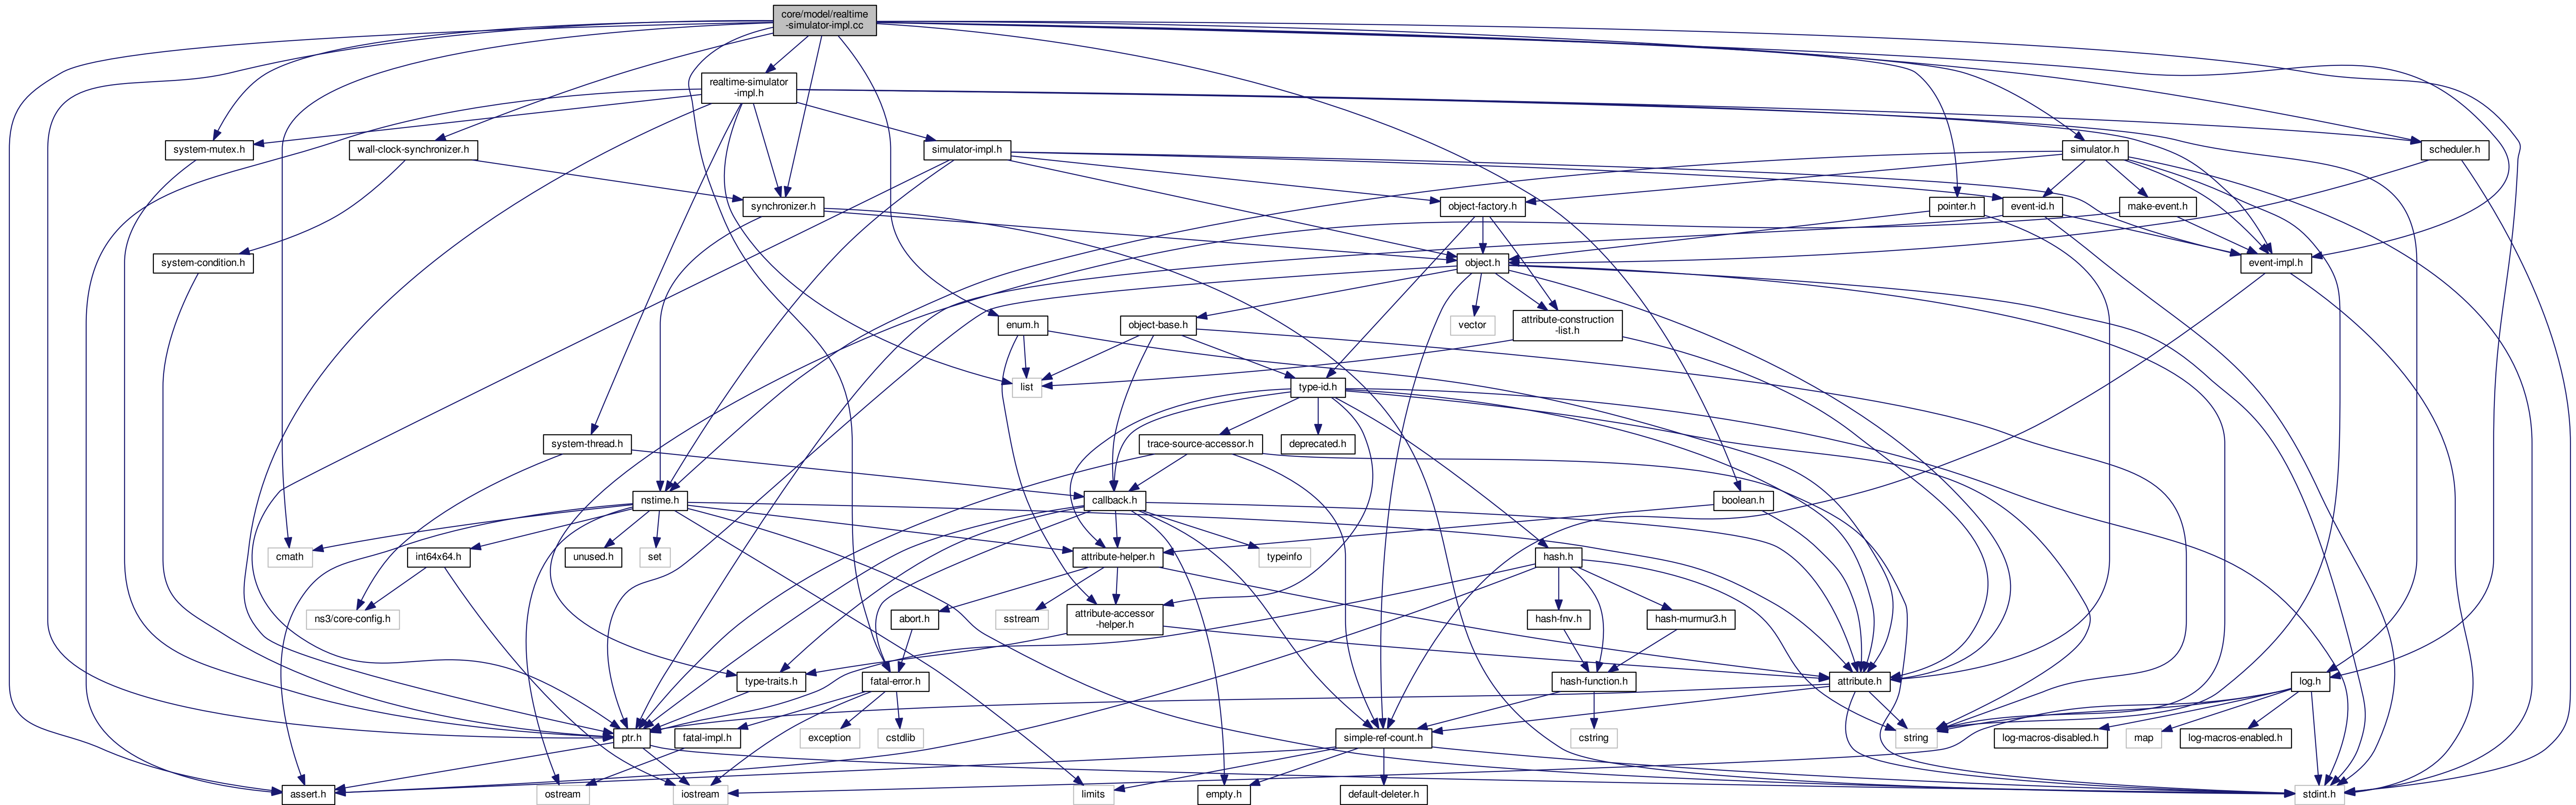 core/model/realtime
-simulator-impl.cc
realtime-simulator
-impl.h
system-mutex.h
wall-clock-synchronizer.h
simulator-impl.h
simulator.h
scheduler.h
synchronizer.h
object-factory.h
pointer.h
event-id.h
make-event.h
system-condition.h
object.h
event-impl.h
enum.h
object-base.h
vector
attribute-construction
-list.h
list
type-id.h
system-thread.h
trace-source-accessor.h
deprecated.h
nstime.h
callback.h
boolean.h
cmath
int64x64.h
unused.h
set
attribute-helper.h
typeinfo
hash.h
ns3/core-config.h
abort.h
sstream
attribute-accessor
-helper.h
hash-fnv.h
hash-murmur3.h
type-traits.h
fatal-error.h
hash-function.h
attribute.h
log.h
ptr.h
fatal-impl.h
exception
cstdlib
simple-ref-count.h
cstring
string
log-macros-disabled.h
map
log-macros-enabled.h
assert.h
ostream
iostream
limits
empty.h
default-deleter.h
stdint.h